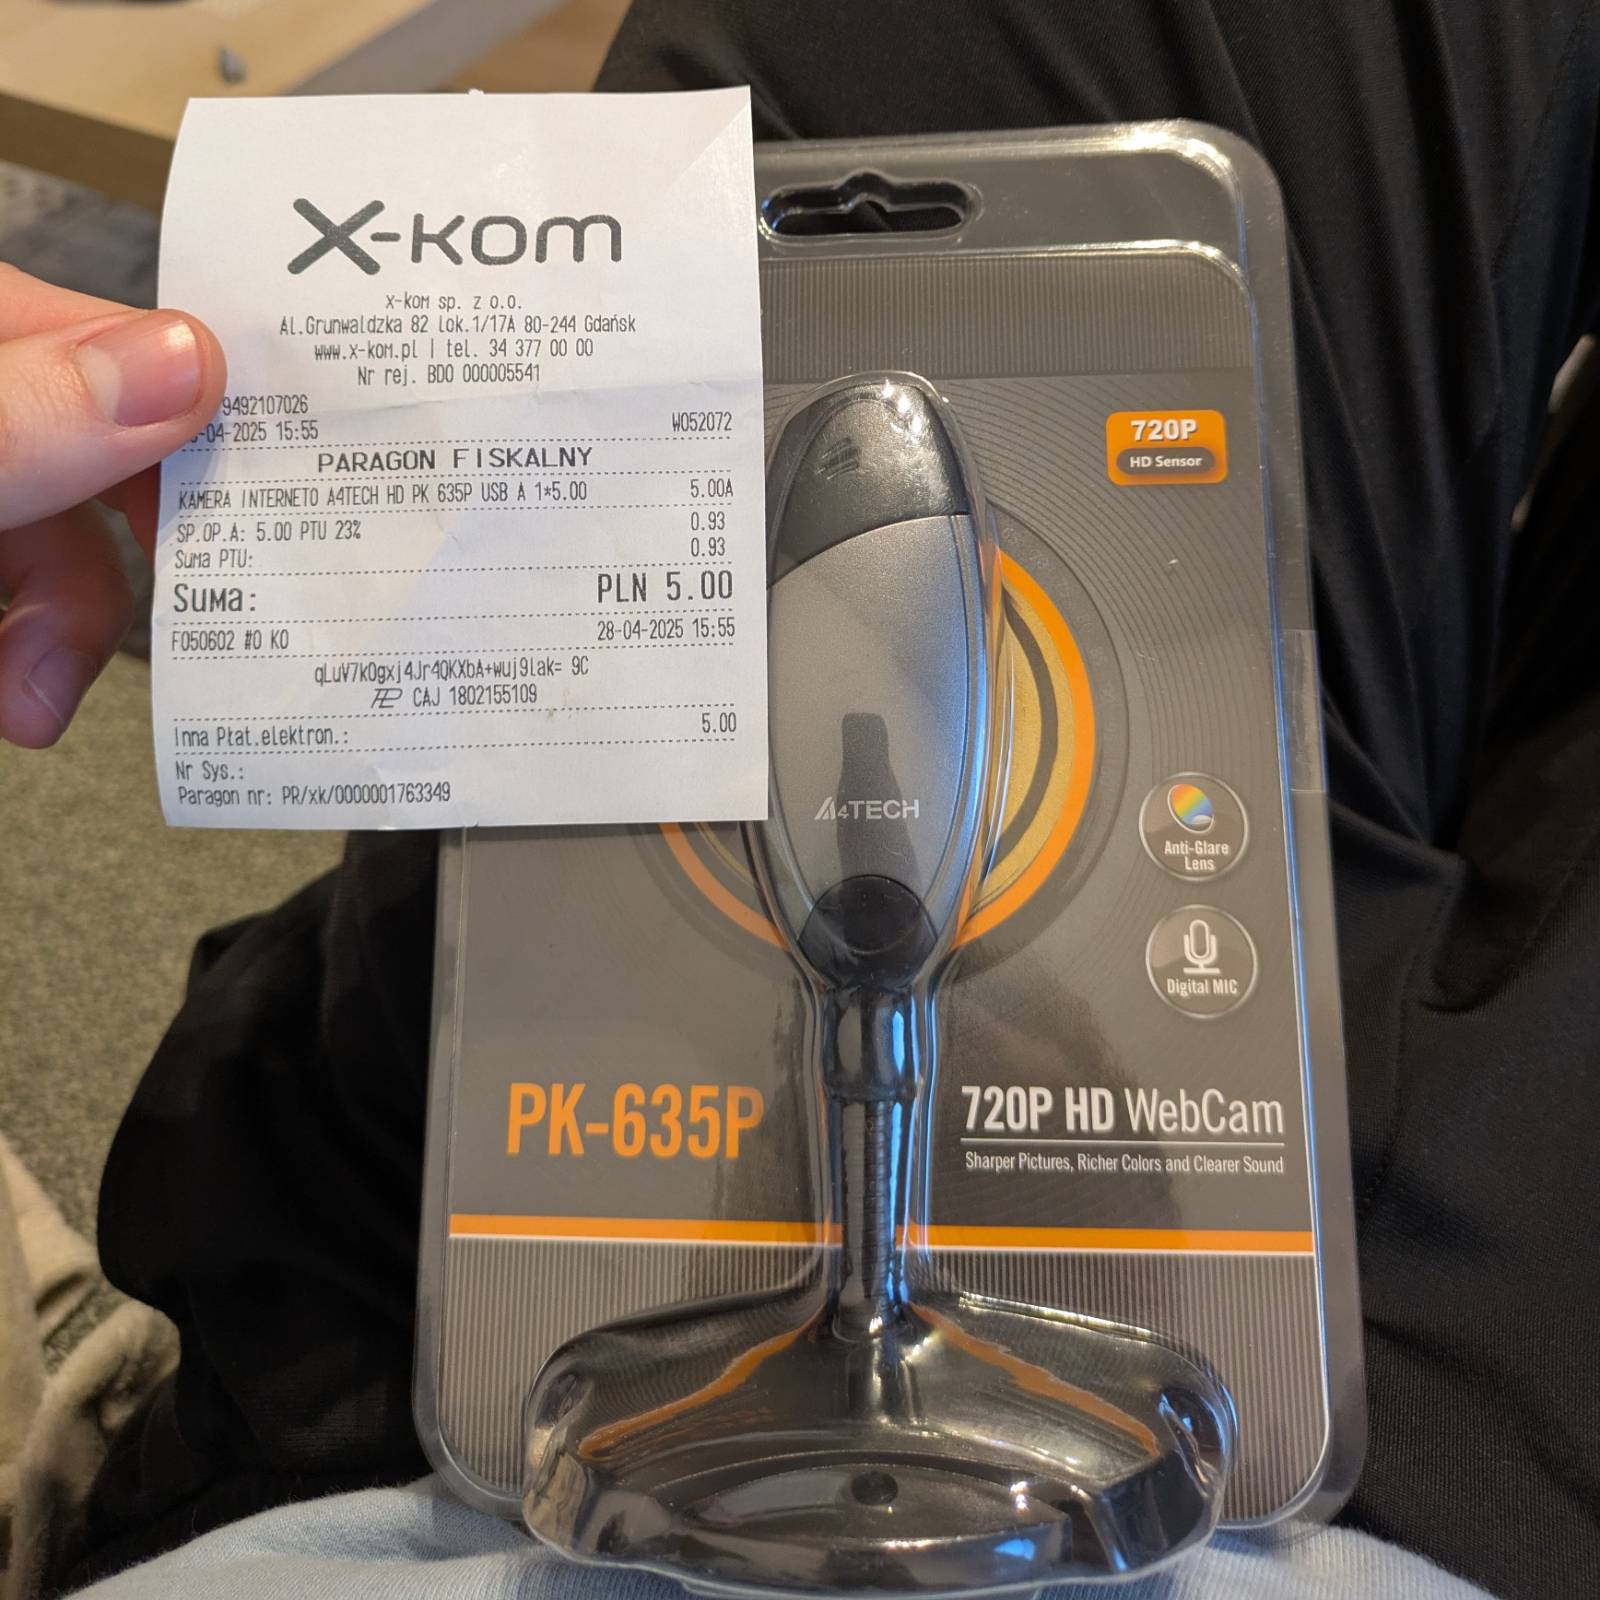 x-kom
x-kom sp. z o.o.
Al.Grunwaldzka 82 lok.1/17A 80-244 Gdańsk
www.x-kom.pl | tel. 34 377 00 00
Nr rej. BDO 000005541
9492107026
-04-2025 15:55 W052072
PARAGON FISKALNY
KAMERA INTERNETO A4TECH HD PK 635P USB A 1*5.00 5.00A
SP.OP.A: 5.00 PTU 23% 0.93
Suma PTU: 0.93
Suma: PLN 5.00
F050602 #0 KO 28-04-2025 15:55
qLuV7kOgxj4Jr4QKXbA+wuj9lak= 9C
CAJ 1802155109
Inna Płat.elektron.: 5.00
Nr Sys.:
Paragon nr: PR/xk/0000001763349
720P
HD Sensor
A4TECH
Anti-Glare
Lens
Digital MIC
PK-635P
720P HD WebCam
Sharper Pictures, Richer Colors and Clearer Sound